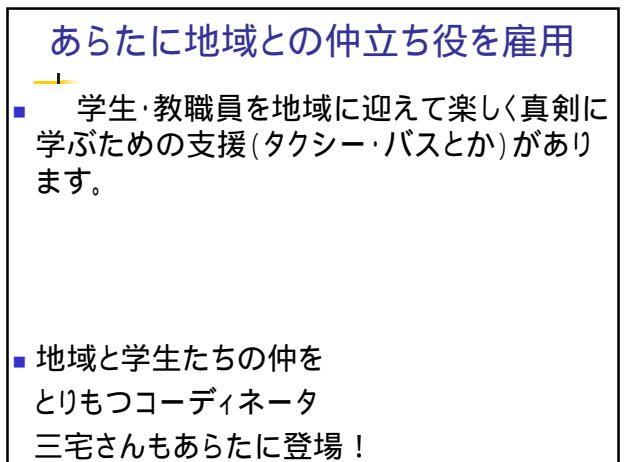 あらたに地域との仲立ち役を雇用
学生・教職員を地域に迎えて楽しく真剣に
学ぶための支援(タクシー・バスとか)があり
ます。
地域と学生たちの仲を
とりもつコーディネータ
三宅さんもあらたに登場！